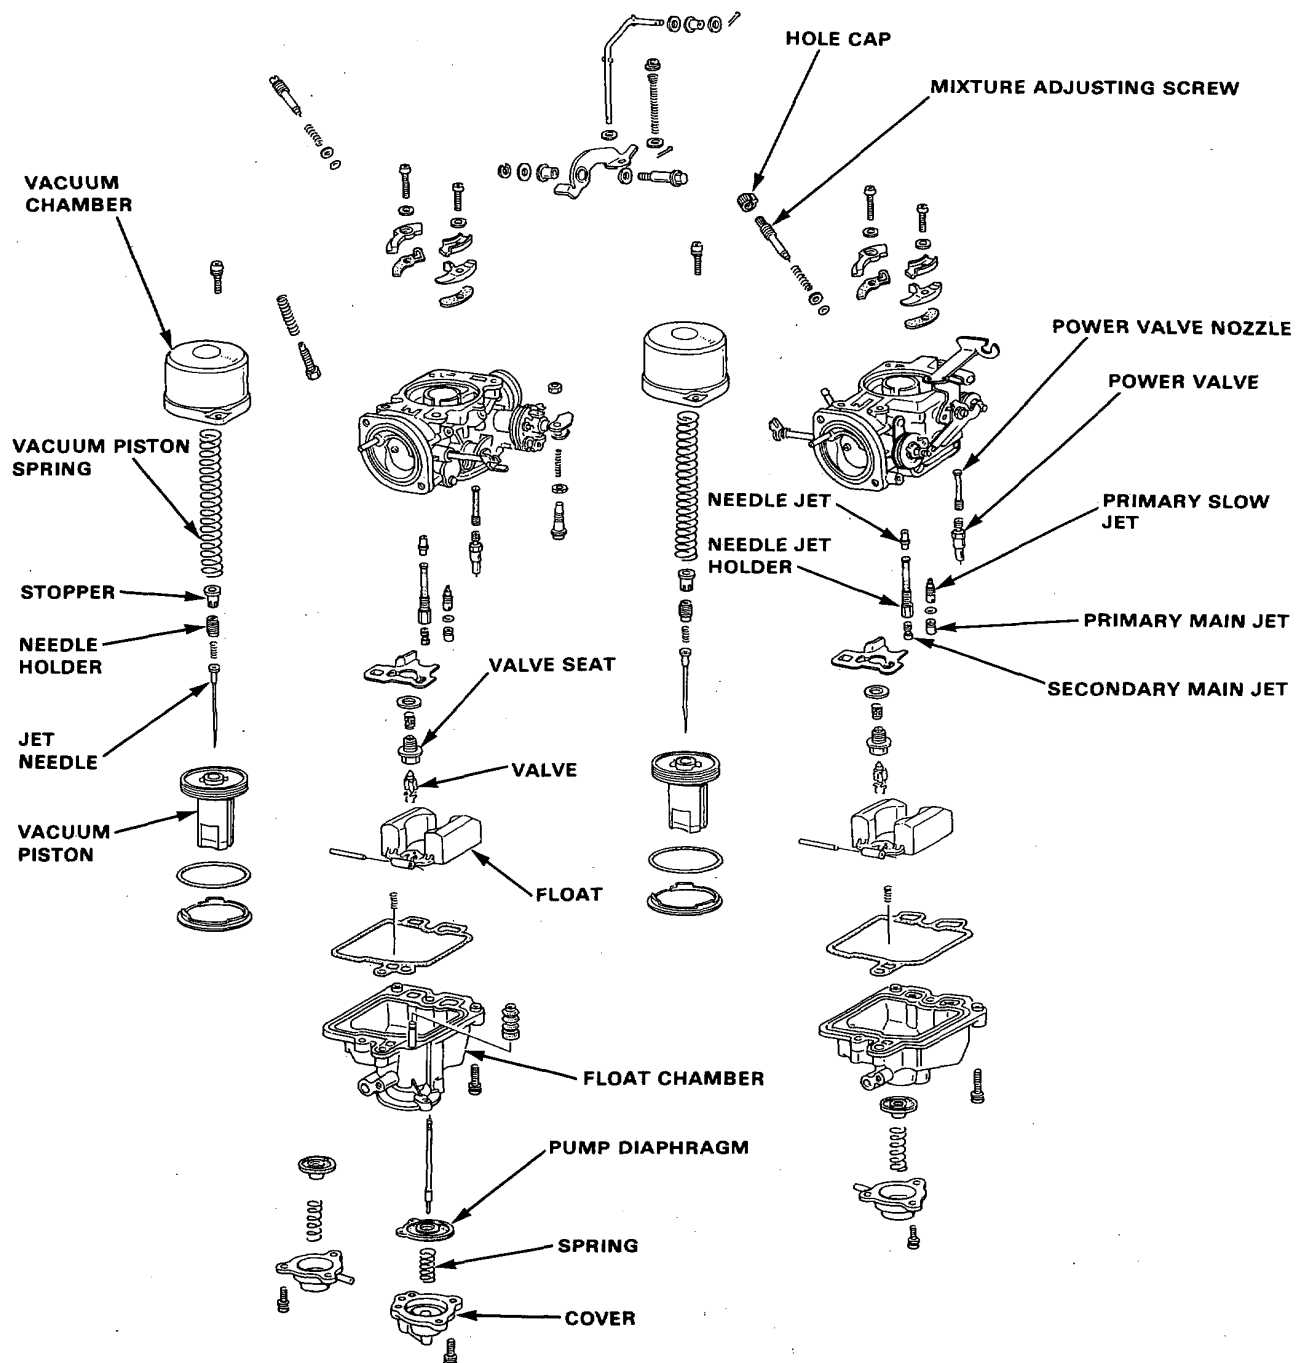 HOLE CAP
MIXTURE ADJUSTING SCREW
VACUUM
CHAMBER
POWER VALVE NOZZLE
POWER VALVE
VACUUM PISTON
SPRING
NEEDLE JET
PRIMARY SLOW
JET
NEEDLE JET
HOLDER
STOPPER
PRIMARY MAIN JET
NEEDLE
HOLDER
VALVE SEAT
SECONDARY MAIN JET
JET
NEEDLE
VALVE
VACUUM
PISTON
FLOAT
FLOAT CHAMBER
PUMP DIAPHRAGM
SPRING
COVER